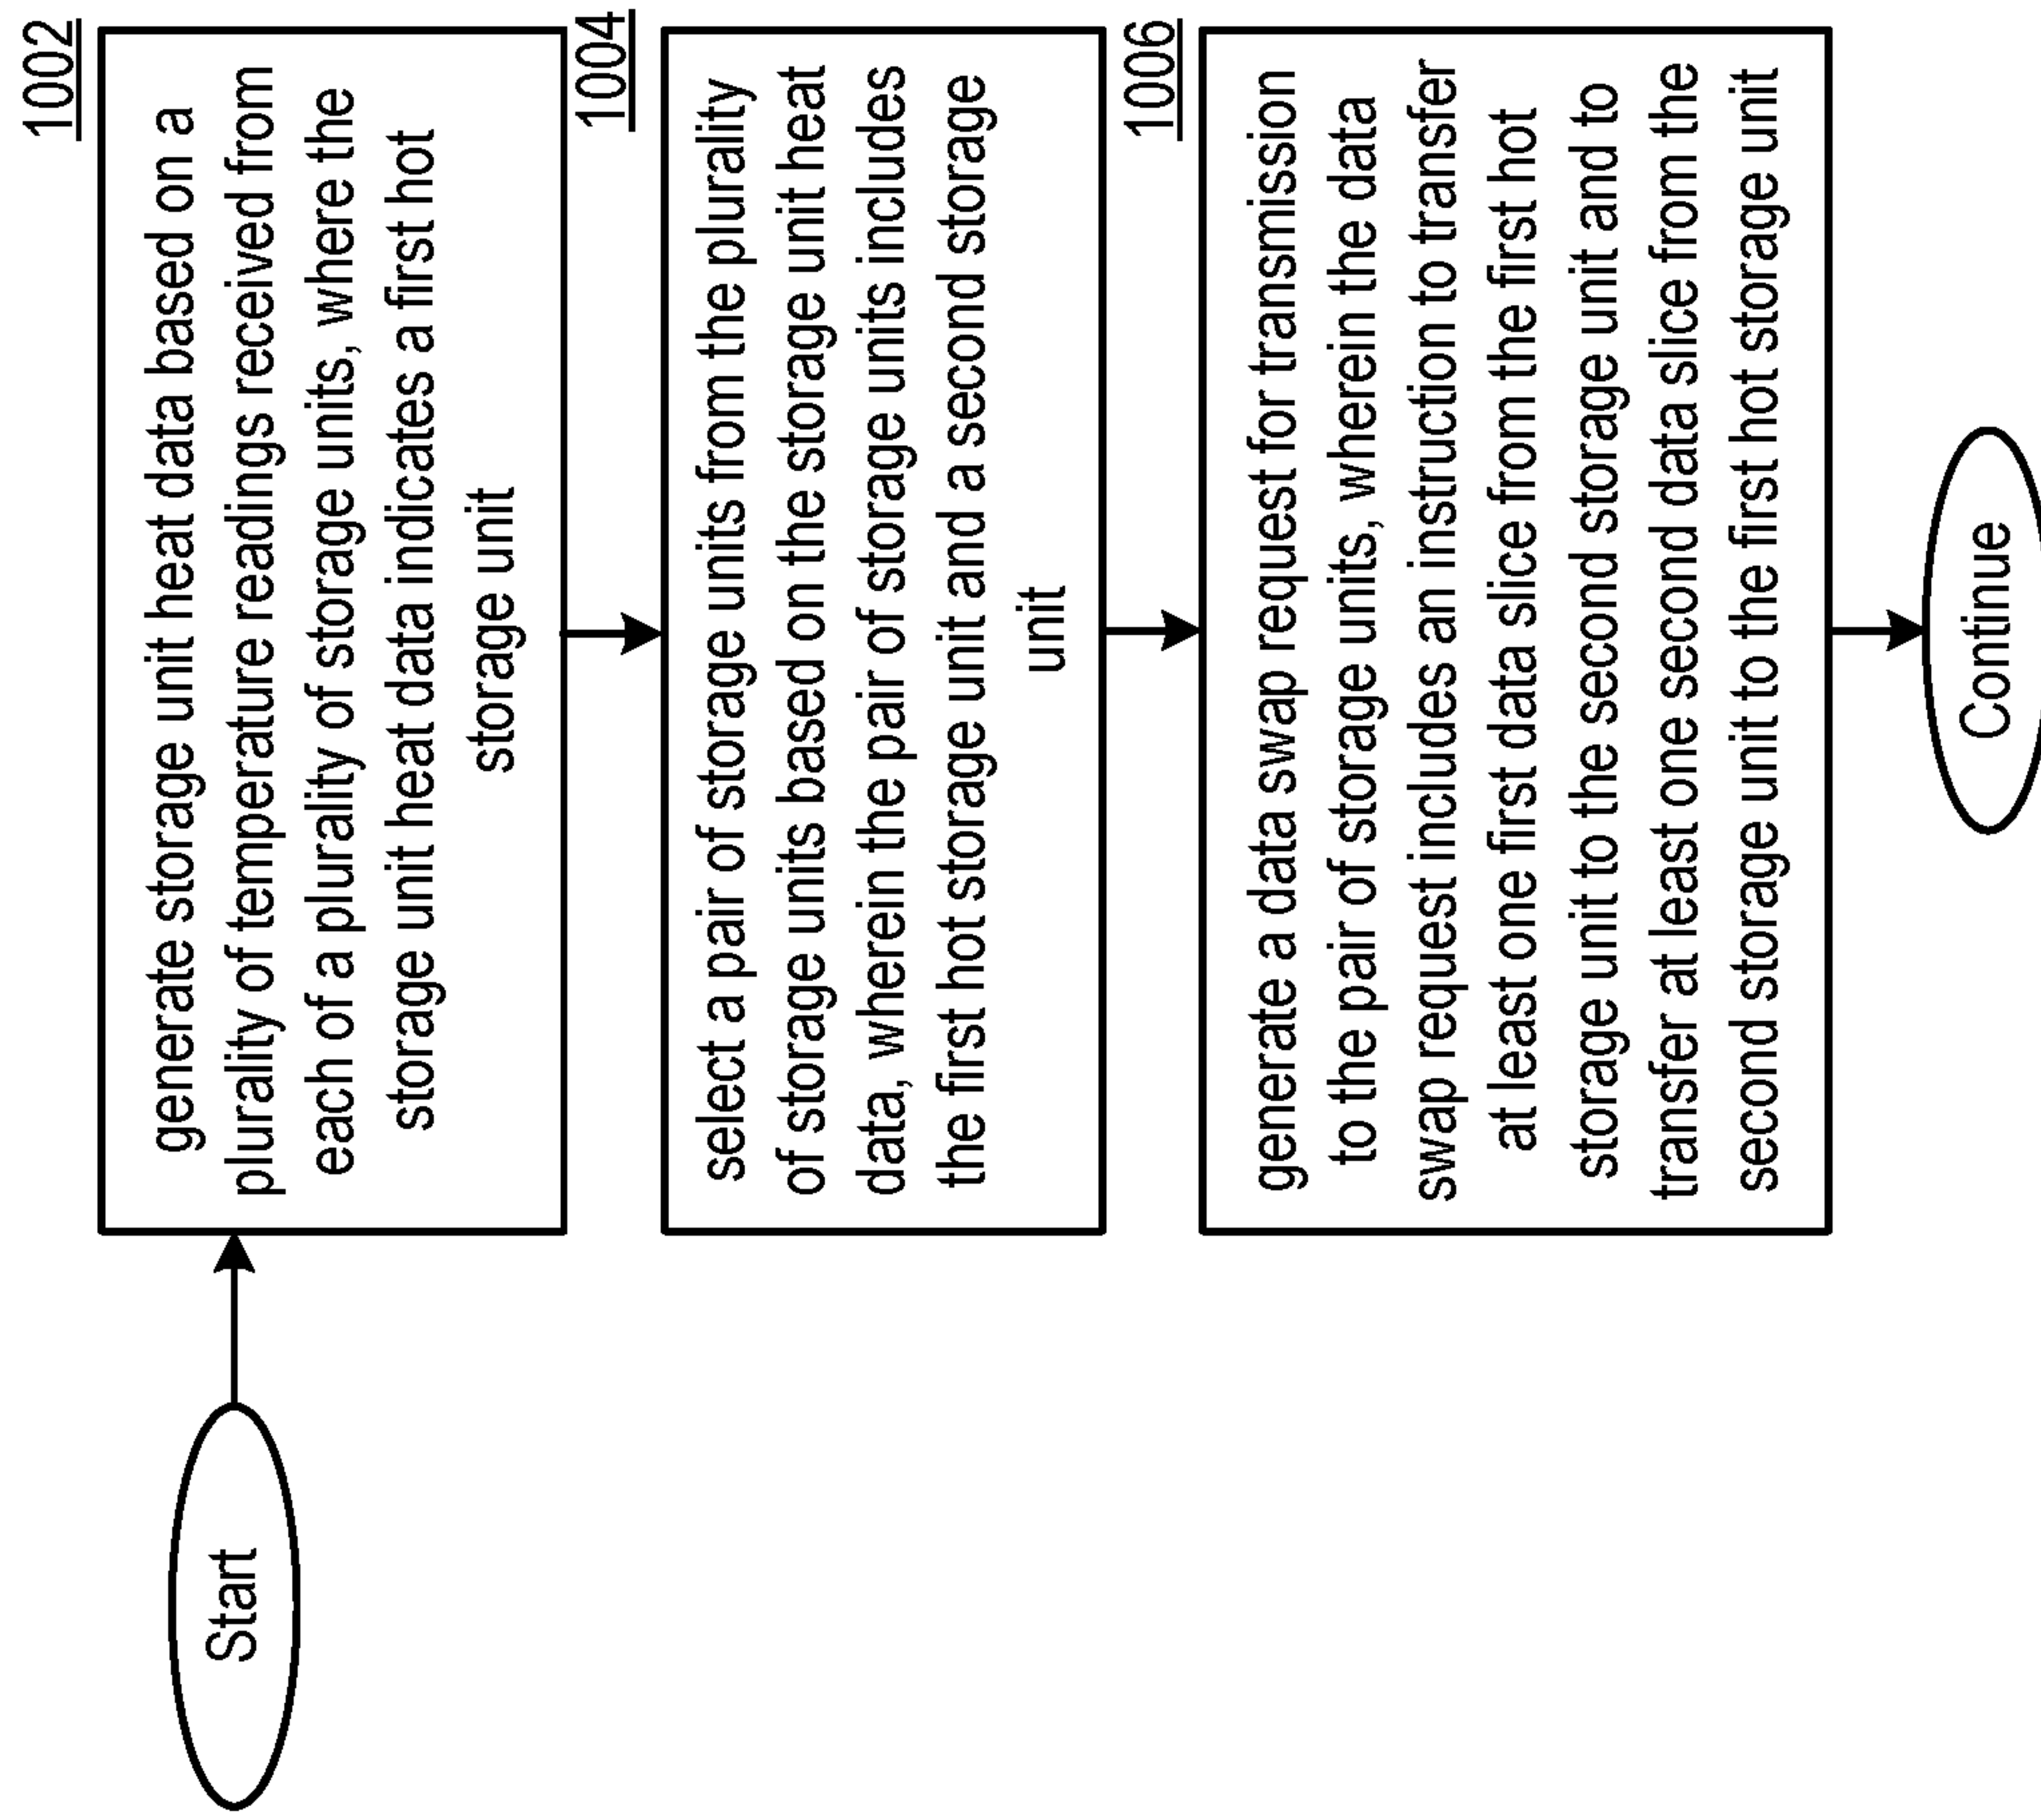 Start
1002
generate storage unit heat data based on a
plurality of temperature readings received from
each of a plurality of storage units, where the
storage unit heat data indicates a first hot
storage unit
1004
select a pair of storage units from the plurality
of storage units based on the storage unit heat
data, wherein the pair of storage units includes
the first hot storage unit and a second storage
unit
1006
generate a data swap request for transmission
to the pair of storage units, wherein the data
swap request includes an instruction to transfer
at least one first data slice from the first hot
storage unit to the second storage unit and to
transfer at least one second data slice from the
second storage unit to the first hot storage unit
Continue